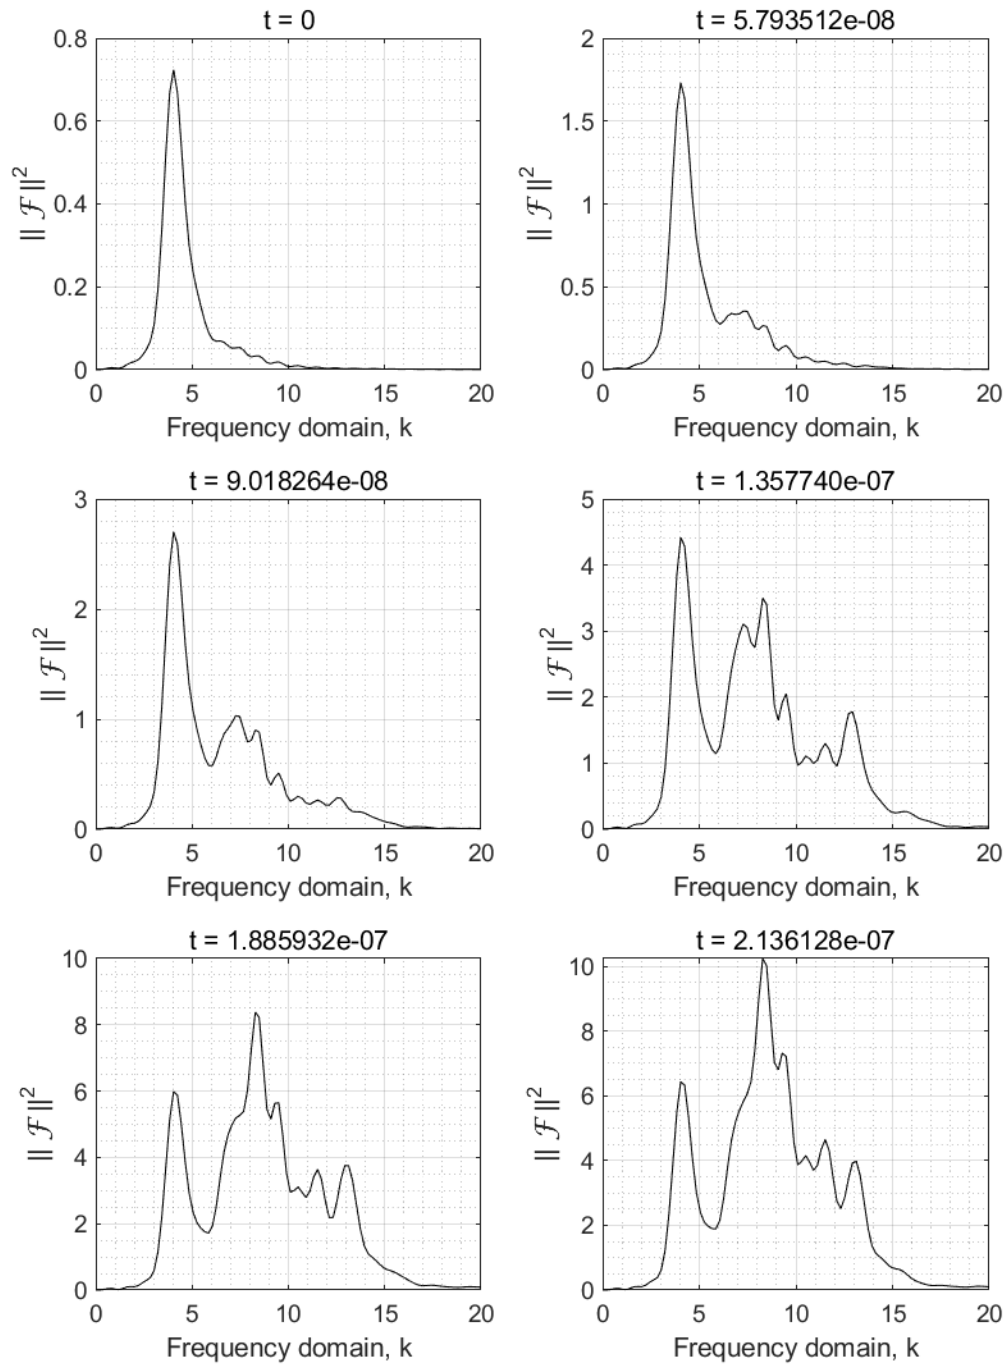 t = 0
0.8
0.6
0.4
0.2
0
|| ℱ ||²
0 5 10 15 20
Frequency domain, k
t = 5.793512e-08
2
1.5
1
0.5
0
|| ℱ ||²
0 5 10 15 20
Frequency domain, k
t = 9.018264e-08
3
2
1
0
|| ℱ ||²
0 5 10 15 20
Frequency domain, k
t = 1.357740e-07
5
4
3
2
1
0
|| ℱ ||²
0 5 10 15 20
Frequency domain, k
t = 1.885932e-07
10
8
6
4
2
0
|| ℱ ||²
0 5 10 15 20
Frequency domain, k
t = 2.136128e-07
10
8
6
4
2
0
|| ℱ ||²
0 5 10 15 20
Frequency domain, k